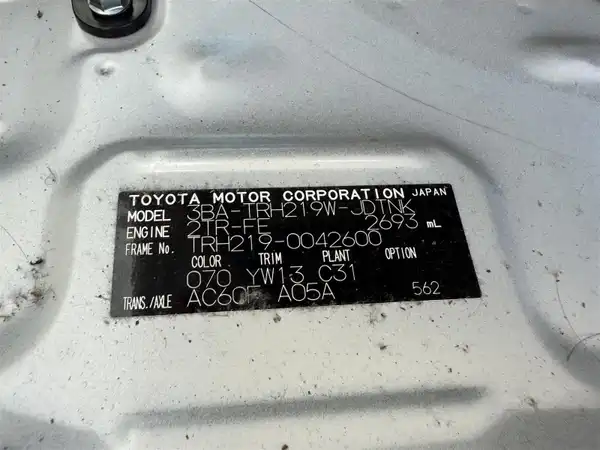 TOYOTA MOTOR CORPORATION JAPAN
MODEL 3BA-TRH219W-JDTNK
ENGINE 2TR-FE 2693 mL
FRAME No. TRH219-0042600
COLOR TRIM PLANT OPTION
070 YW13 C31
TRANS./AXLE AC60E A05A 562